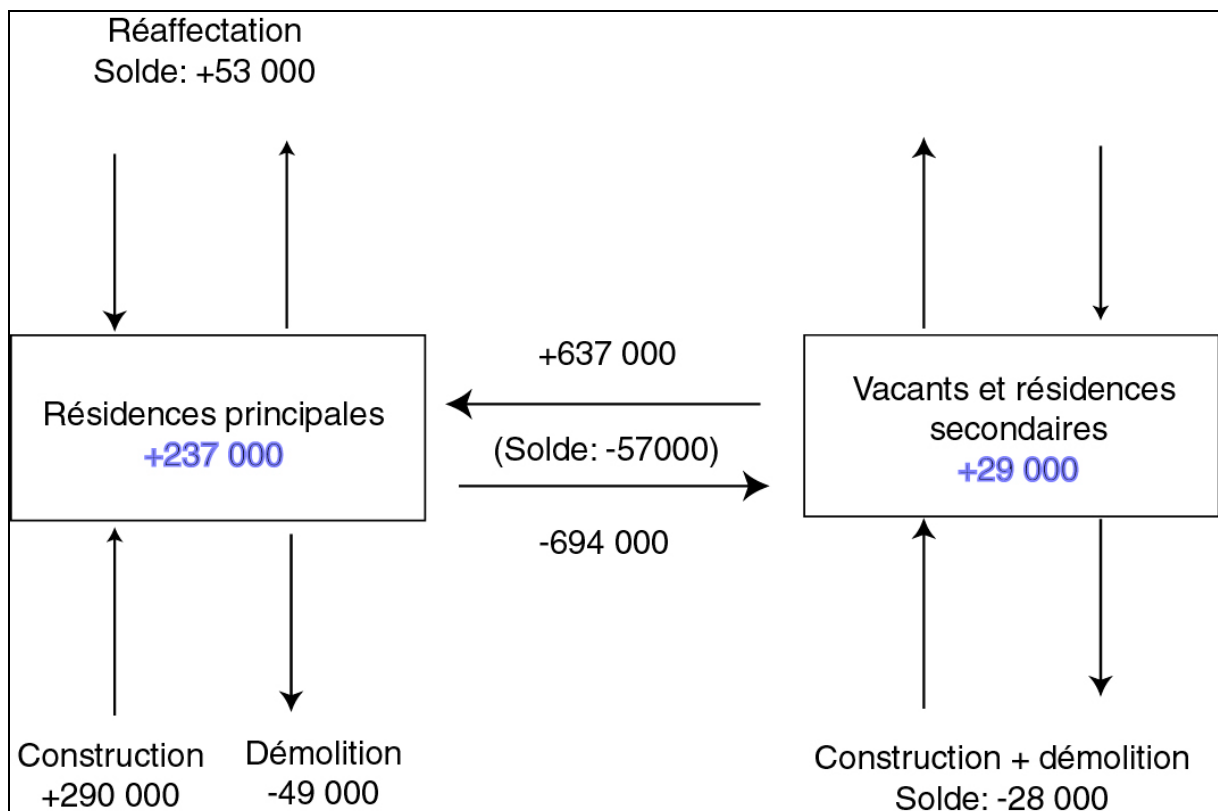 Réaffectation
Solde: +53 000
+637 000
Résidences principales
+237 000
(Solde: -57000)
Vacants et résidences
secondaires
+29 000
-694 000
Construction
+290 000
Démolition
-49 000
Construction + démolition
Solde: -28 000